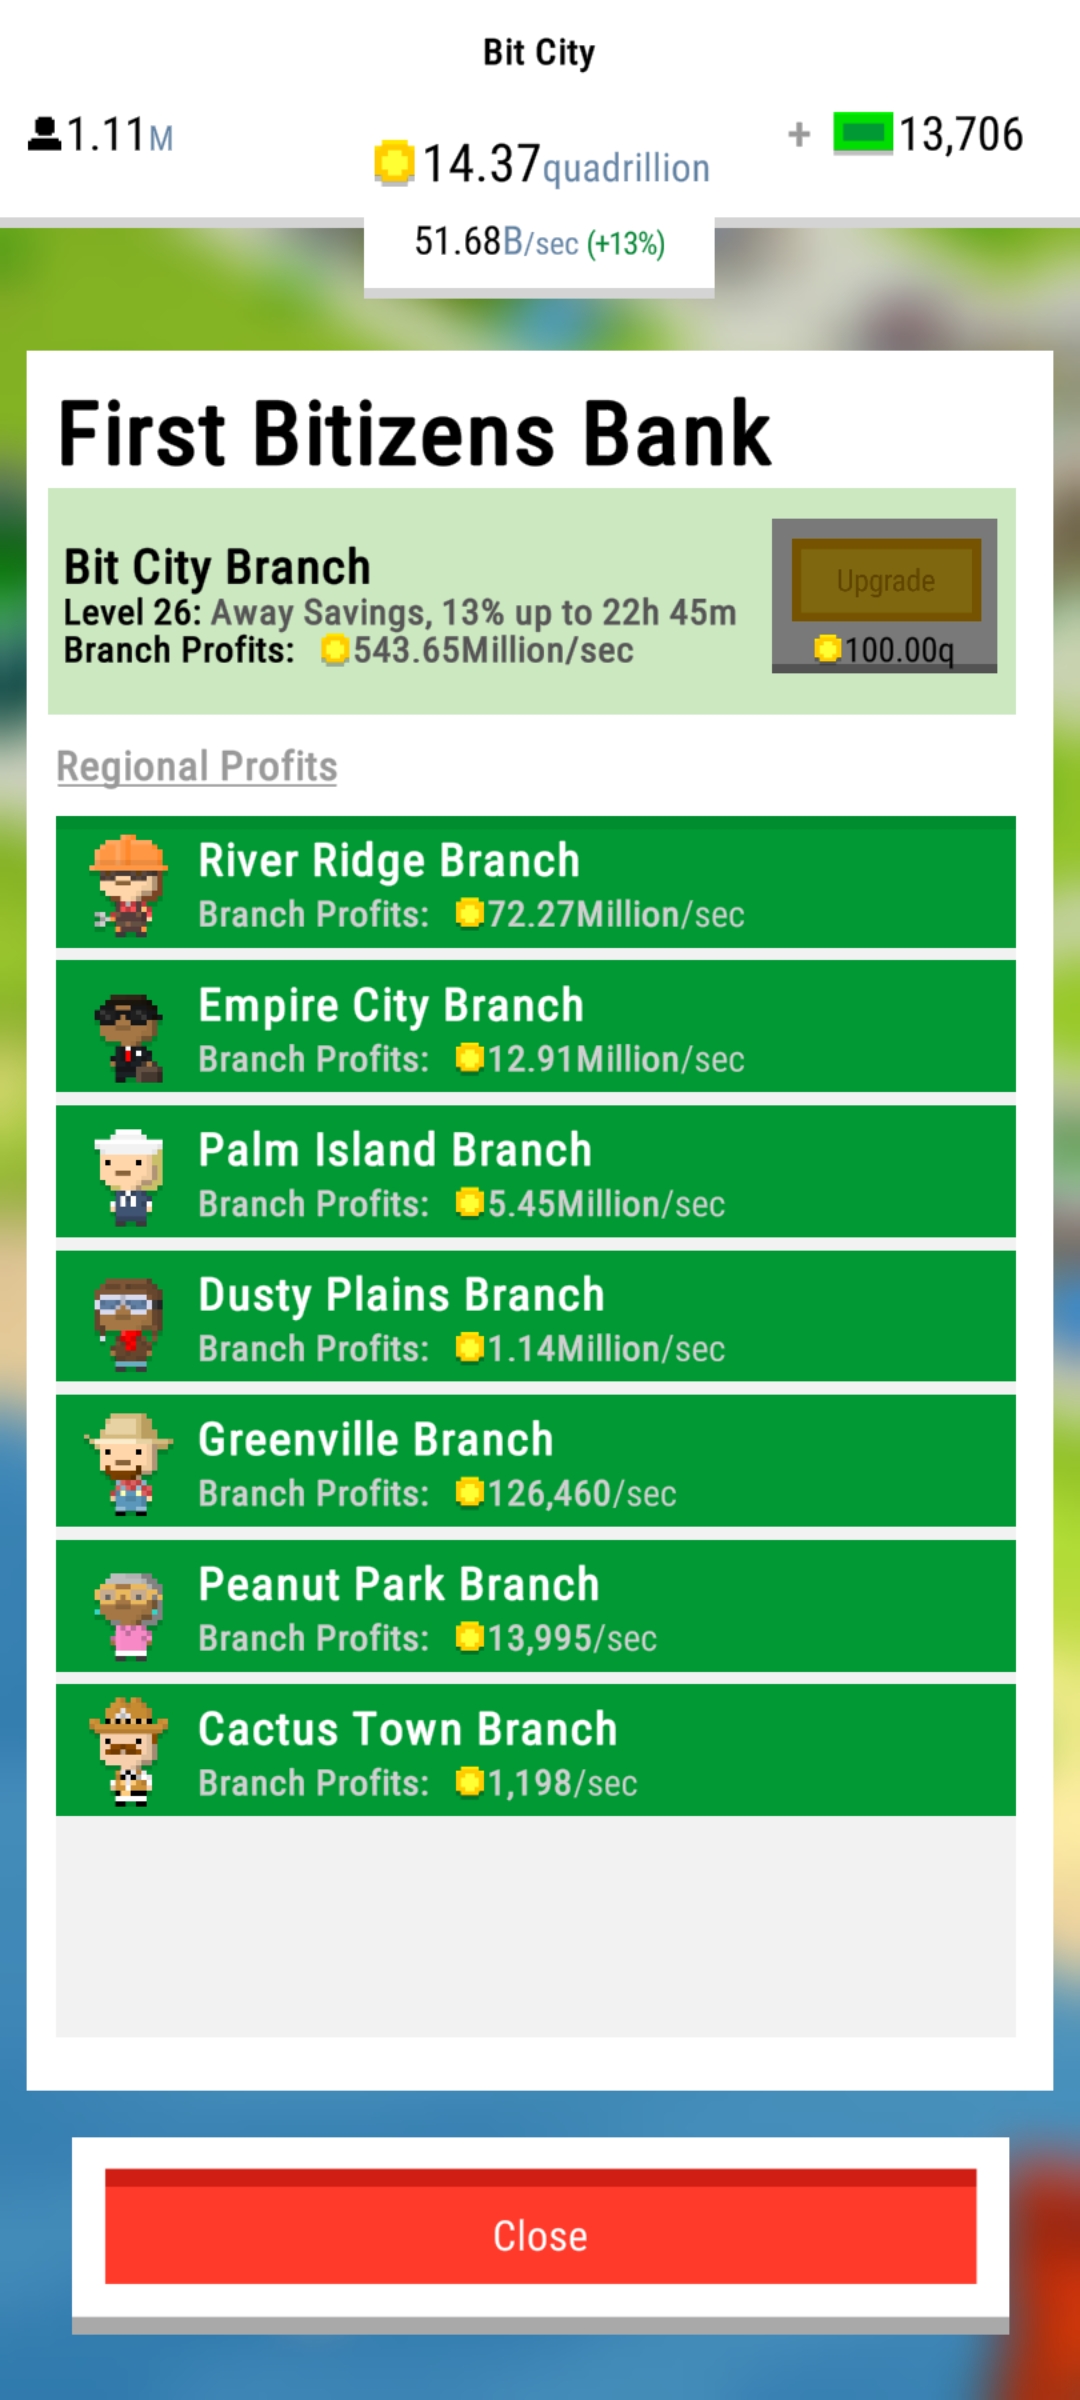 Bit City
1.11M
14.37quadrillion
+ 13,706
51.68B/sec (+13%)
First Bitizens Bank
Bit City Branch
Level 26: Away Savings, 13% up to 22h 45m
Branch Profits: 543.65Million/sec
Upgrade
100.00q
Regional Profits
River Ridge Branch
Branch Profits: 72.27Million/sec
Empire City Branch
Branch Profits: 12.91Million/sec
Palm Island Branch
Branch Profits: 5.45Million/sec
Dusty Plains Branch
Branch Profits: 1.14Million/sec
Greenville Branch
Branch Profits: 126,460/sec
Peanut Park Branch
Branch Profits: 13,995/sec
Cactus Town Branch
Branch Profits: 1,198/sec
Close